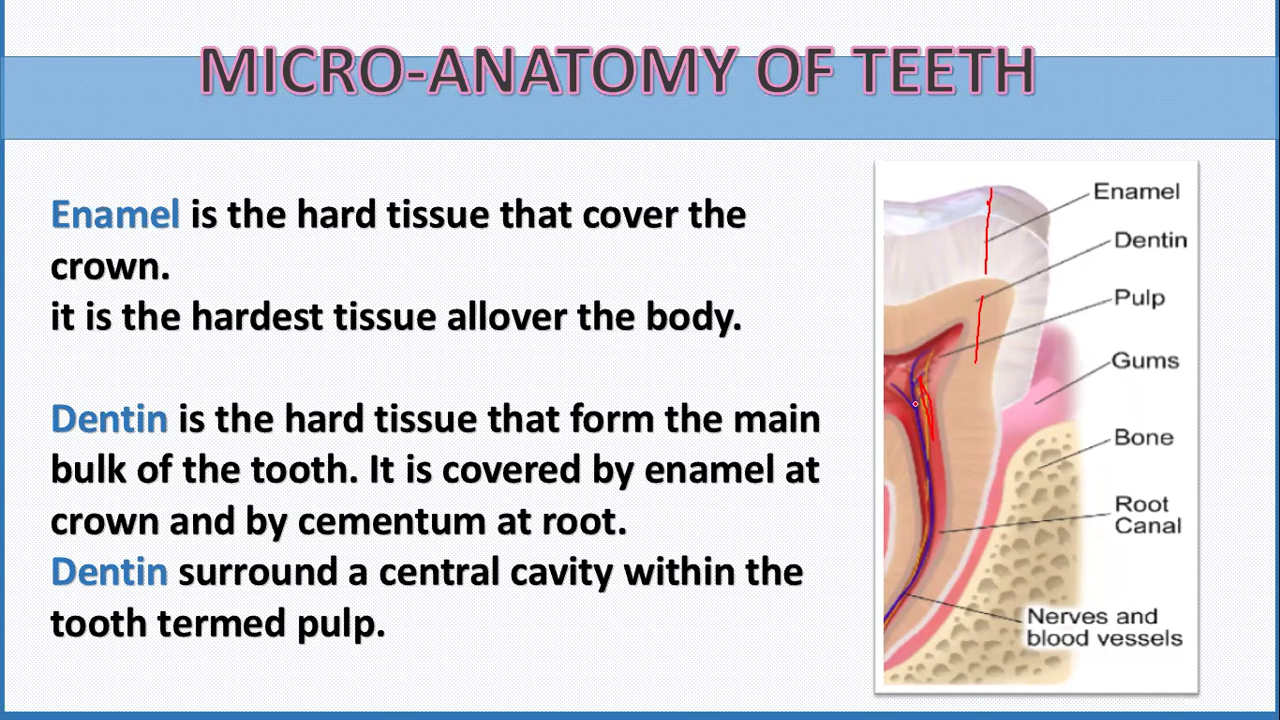 MICRO-ANATOMY OF TEETH
Enamel is the hard tissue that cover the
crown.
it is the hardest tissue allover the body.
Dentin is the hard tissue that form the main
bulk of the tooth. It is covered by enamel at
crown and by cementum at root.
Dentin surround a central cavity within the
tooth termed pulp.
Enamel
Dentin
Pulp
Gums
Bone
Root
Canal
Nerves and
blood vessels